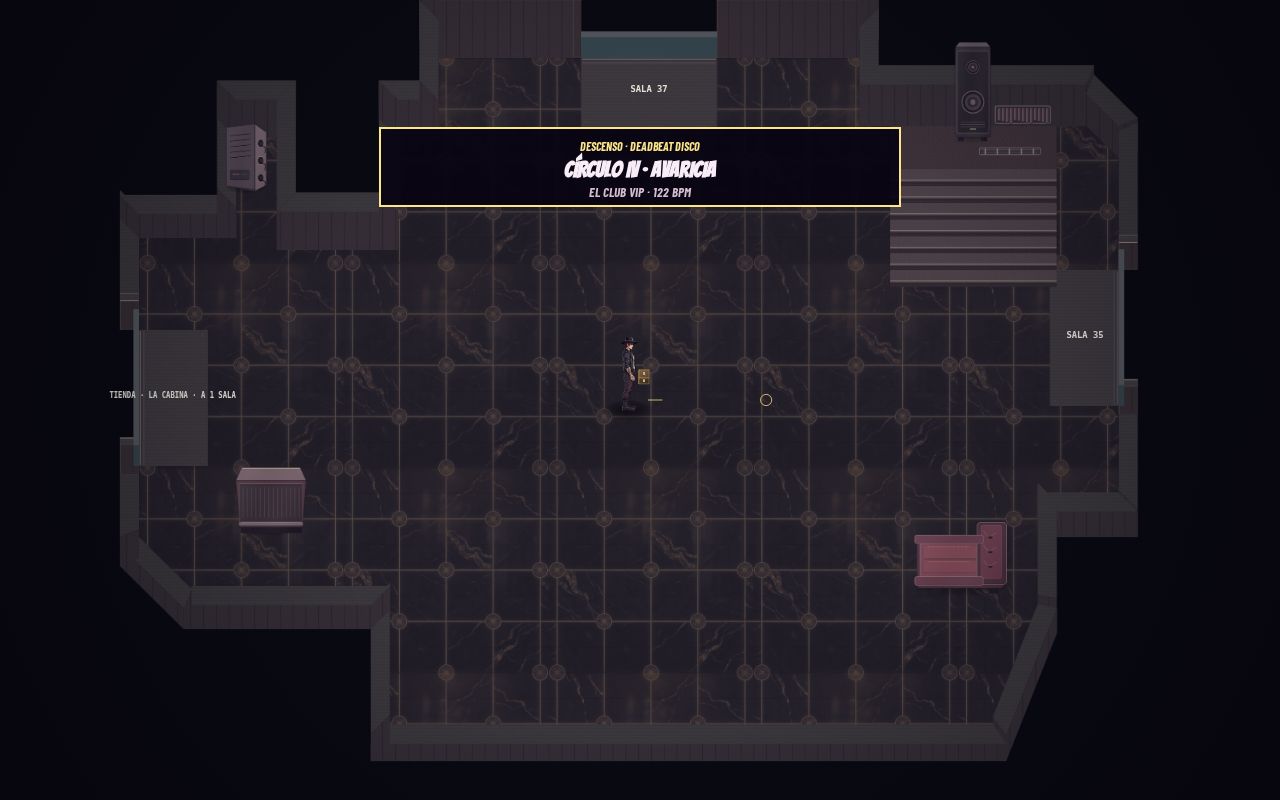 SALA 37
DESCENSO · DEADBEAT DISCO
CÍRCULO IV · AVARICIA
EL CLUB VIP · 122 BPM
SALA 35
TIENDA · LA CABINA · A 1 SALA